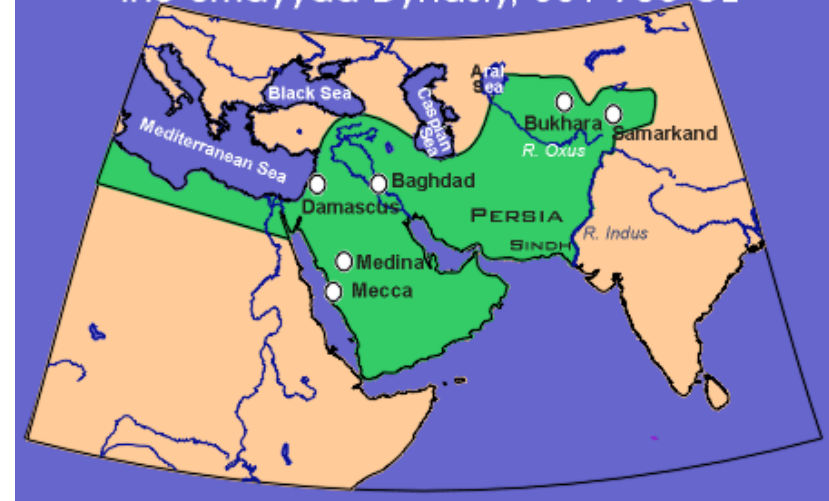 Aral
Sea
Black Sea
Caspian
Sea
Bukhara
Samarkand
Mediterranean Sea
R. Oxus
Baghdad
Damascus
PERSIA
R. Indus
SINDH
Medina
Mecca